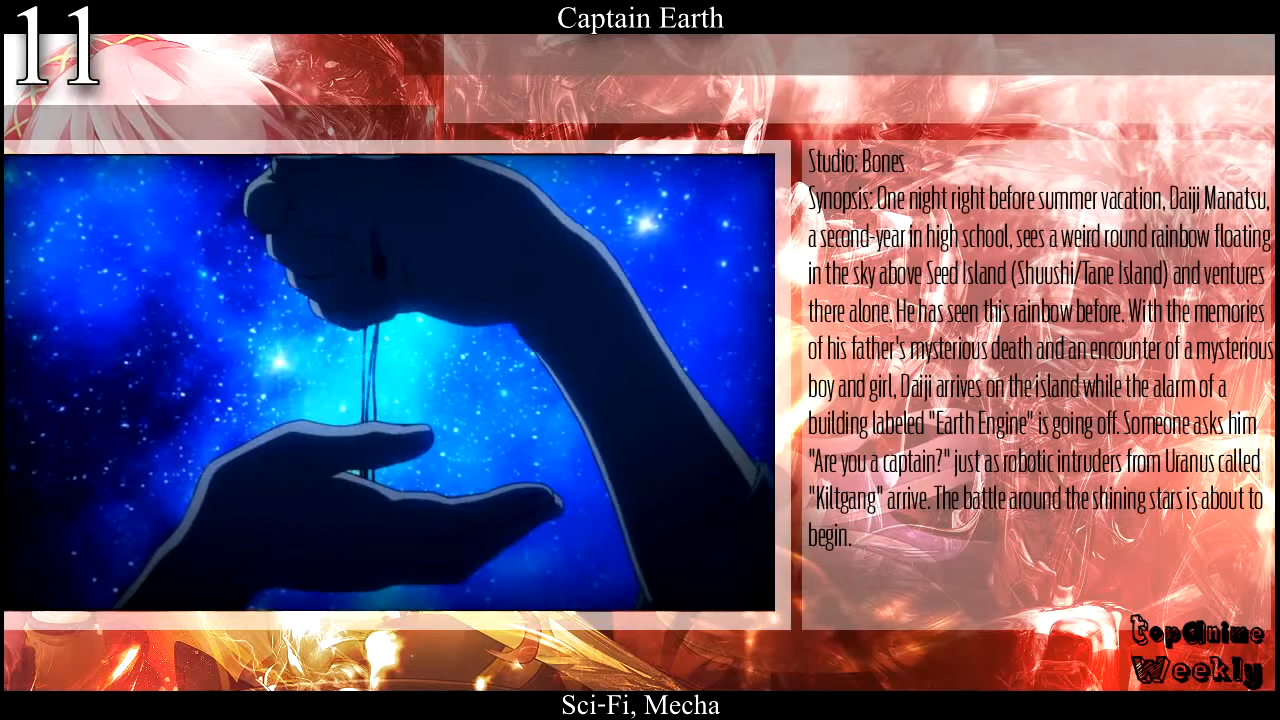 11
Captain Earth
Studio: Bones
Synopsis: One night right before summer vacation, Daiji Manatsu,
a second-year in high school, sees a weird round rainbow floating
in the sky above Seed Island (Shuushi/Tane Island) and ventures
there alone. He has seen this rainbow before. With the memories
of his father's mysterious death and an encounter of a mysterious
boy and girl, Daiji arrives on the island while the alarm of a
building labeled "Earth Engine" is going off. Someone asks him
"Are you a captain?" just as robotic intruders from Uranus called
"Kiltgang" arrive. The battle around the shining stars is about to
begin.
topAnime
Weekly
Sci-Fi, Mecha